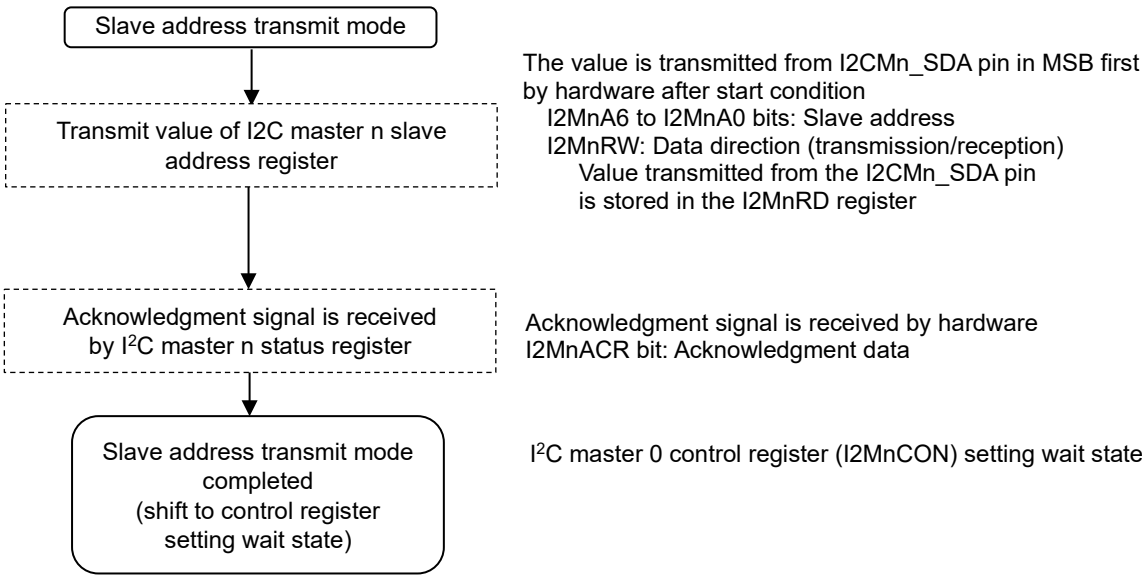 Slave address transmit mode
The value is transmitted from I2CMn_SDA pin in MSB first
by hardware after start condition
I2MnA6 to I2MnA0 bits: Slave address
I2MnRW: Data direction (transmission/reception)
Value transmitted from the I2CMn_SDA pin
is stored in the I2MnRD register
Transmit value of I2C master n slave
address register
Acknowledgment signal is received
by I²C master n status register
Acknowledgment signal is received by hardware
I2MnACR bit: Acknowledgment data
Slave address transmit mode
completed
(shift to control register
setting wait state)
I²C master 0 control register (I2MnCON) setting wait state